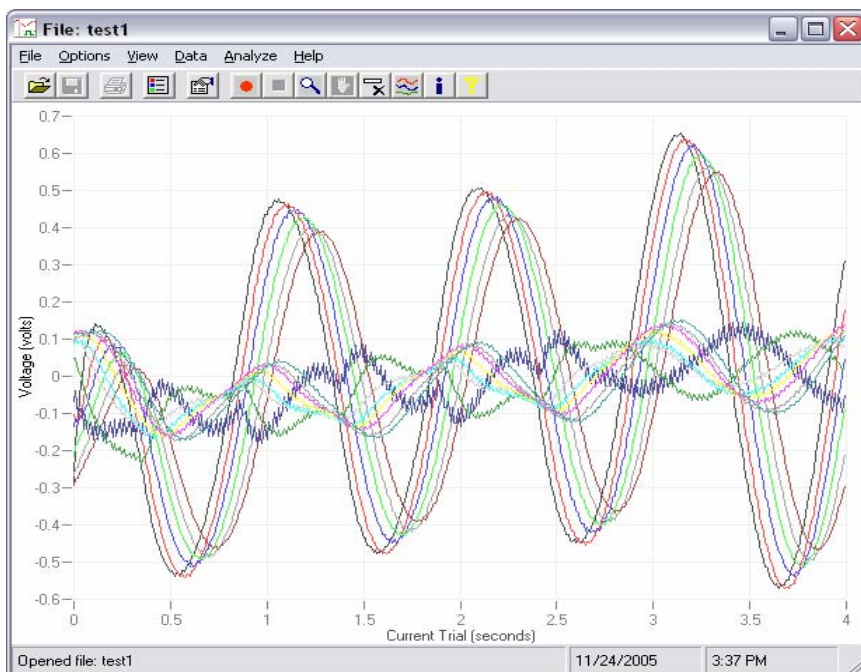 File: test1
File Options View Data Analyze Help
0.7
0.6
0.5
0.4
0.3
0.2
0.1
0
-0.1
-0.2
-0.3
-0.4
-0.5
-0.6
Voltage (volts)
0 0.5 1 1.5 2 2.5 3 3.5 4
Current Trial (seconds)
Opened file: test1 11/24/2005 3:37 PM